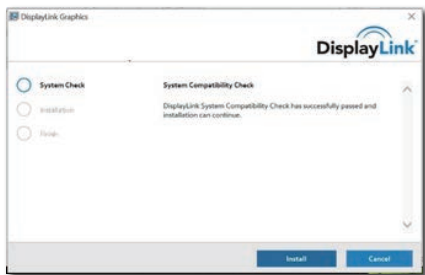 DisplayLink Graphics
DisplayLink
System Check
Installation
Finish
System Compatibility Check
DisplayLink System Compatibility Check has successfully passed and
installation can continue.
Install
Cancel